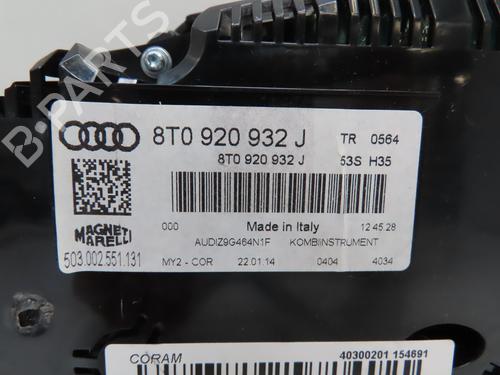 8T0 920 932 J TR 0564
8T0 920 932 J 53S H35
000 Made in Italy 12.45.28
MAGNETI
MARELLI
AUDIZ9G464N1F KOMBIINSTRUMENT
503.002.551.131
MY2 - COR 22.01.14 0404 4034
CORAM 40300201 154691
B-PARTS